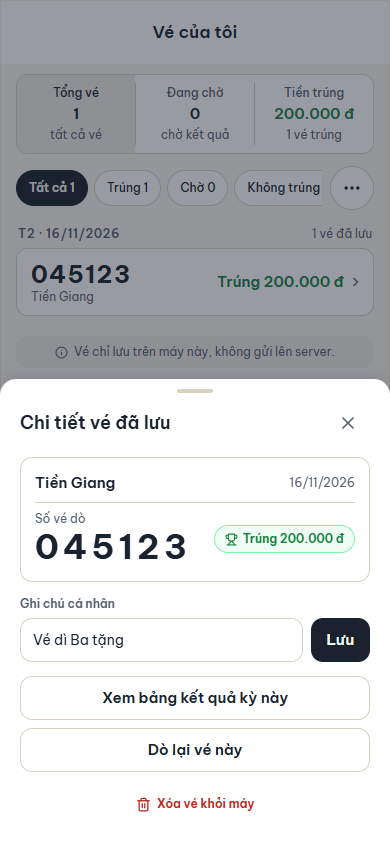 Vé của tôi
Tổng vé
1
tất cả vé
Đang chờ
0
chờ kết quả
Tiền trúng
200.000 đ
1 vé trúng
Tất cả 1
Trúng 1
Chờ 0
Không trúng
T2 · 16/11/2026
1 vé đã lưu
045123
Tiền Giang
Trúng 200.000 đ
Vé chỉ lưu trên máy này, không gửi lên server.
Chi tiết vé đã lưu
Tiền Giang
16/11/2026
Số vé dò
045123
Trúng 200.000 đ
Ghi chú cá nhân
Vé dì Ba tặng
Lưu
Xem bảng kết quả kỳ này
Dò lại vé này
Xóa vé khỏi máy